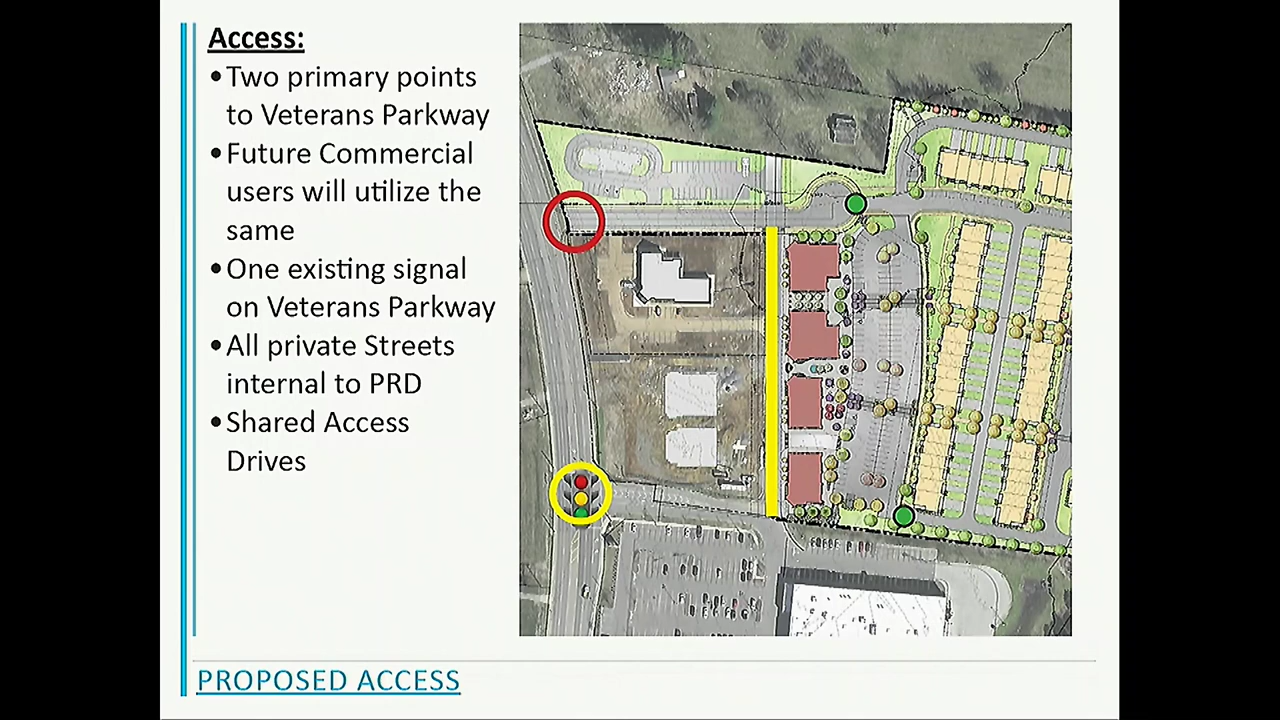 Access:
•Two primary points
to Veterans Parkway
•Future Commercial
users will utilize the
same
•One existing signal
on Veterans Parkway
•All private Streets
internal to PRD
•Shared Access
Drives
PROPOSED ACCESS